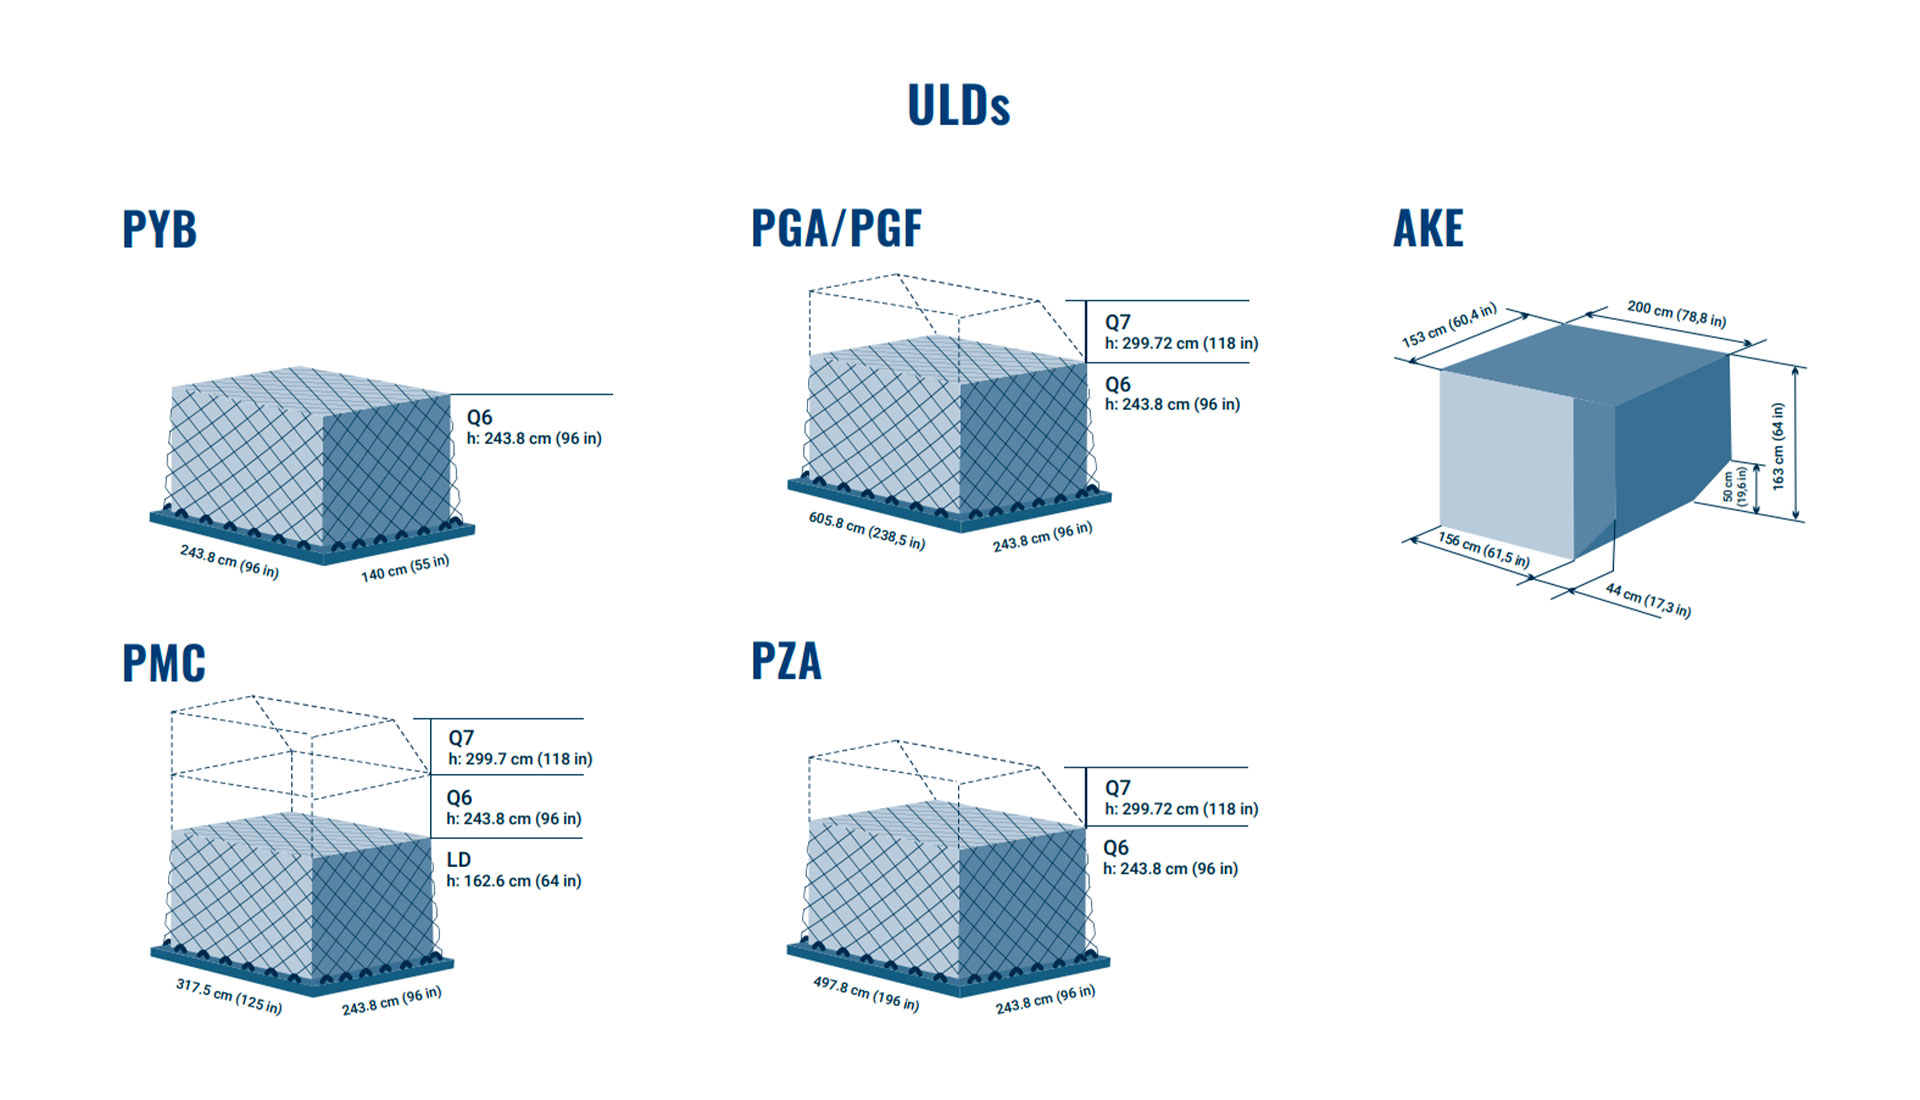 ULDs
PYB
Q6
h: 243.8 cm (96 in)
243.8 cm (96 in)
140 cm (55 in)
PGA/PGF
Q7
h: 299.72 cm (118 in)
Q6
h: 243.8 cm (96 in)
605.8 cm (238,5 in)
243.8 cm (96 in)
AKE
153 cm (60,4 in)
200 cm (78,8 in)
163 cm (64 in)
50 cm
(19,6 in)
156 cm (61,5 in)
44 cm (17,3 in)
PMC
Q7
h: 299.7 cm (118 in)
Q6
h: 243.8 cm (96 in)
LD
h: 162.6 cm (64 in)
317.5 cm (125 in)
243.8 cm (96 in)
PZA
Q7
h: 299.72 cm (118 in)
Q6
h: 243.8 cm (96 in)
497.8 cm (196 in)
243.8 cm (96 in)